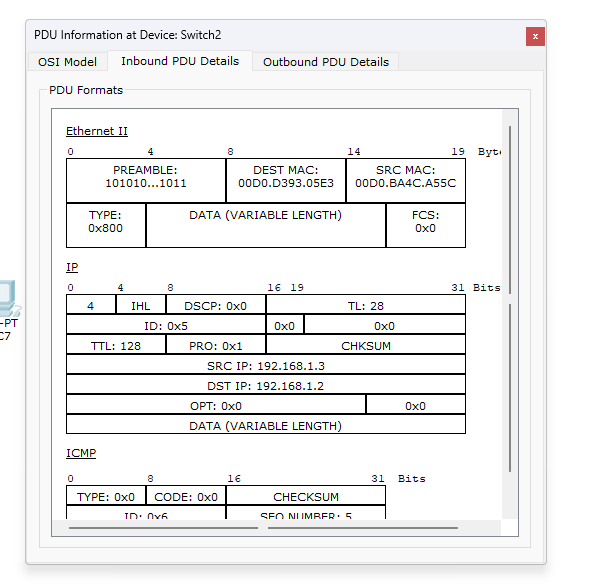 PDU Information at Device: Switch2
x
OSI Model Inbound PDU Details Outbound PDU Details
PDU Formats
Ethernet II
0 4 8 14 19 Byt
PREAMBLE: DEST MAC: SRC MAC:
101010...1011 00D0.D393.05E3 00D0.BA4C.A55C
TYPE: DATA (VARIABLE LENGTH) FCS:
0x800 0x0
IP
0 4 8 16 19 31 Bits
4 IHL DSCP: 0x0 TL: 28
ID: 0x5 0x0 0x0
TTL: 128 PRO: 0x1 CHKSUM
SRC IP: 192.168.1.3
DST IP: 192.168.1.2
OPT: 0x0 0x0
DATA (VARIABLE LENGTH)
ICMP
0 8 16 31 Bits
TYPE: 0x0 CODE: 0x0 CHECKSUM
ID: 0x6 SEQ NUMBER: 5
-PT
C7